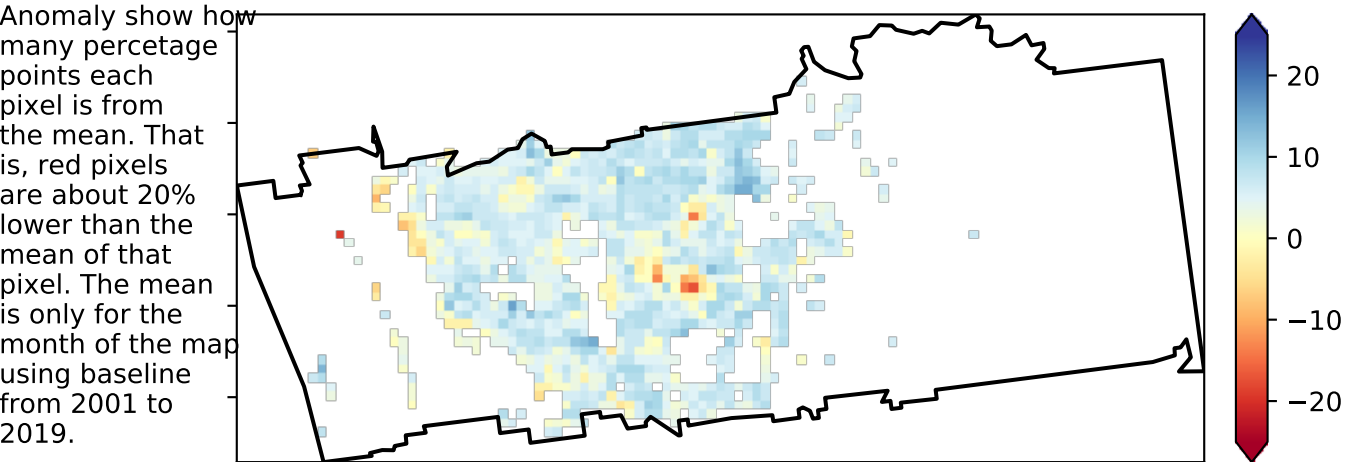 Anomaly show how
many percetage
points each
pixel is from
the mean. That
is, red pixels
are about 20%
lower than the
mean of that
pixel. The mean
is only for the
month of the map
using baseline
from 2001 to
2019.
20
10
0
−10
−20